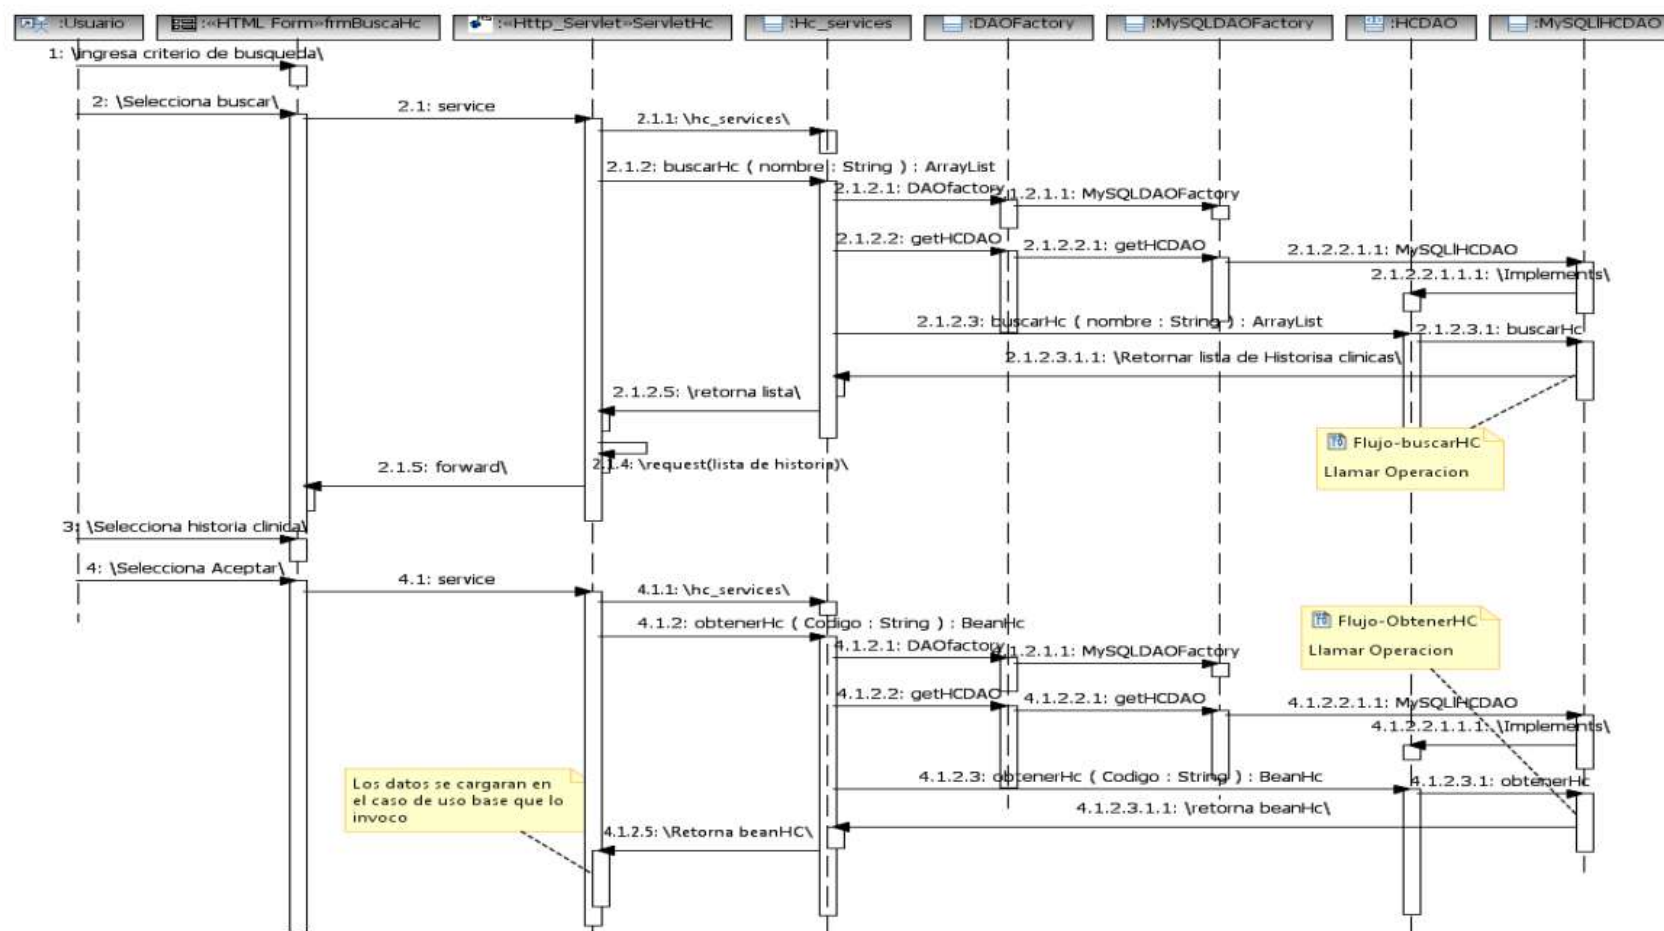 :Usuario
:«HTML Form»frmBuscaHc
:«Http_Servlet»ServletHc
:Hc_services
:DAOFactory
:MySQLDAOFactory
:HCDAO
:MySQLlHCDAO
1: \ingresa criterio de busqueda\
2: \Selecciona buscar\
2.1: service
2.1.1: \hc_services\
2.1.2: buscarHc ( nombre : String ) : ArrayList
2.1.2.1: DAOfactory
2.1.2.1.1: MySQLDAOFactory
2.1.2.2: getHCDAO
2.1.2.2.1: getHCDAO
2.1.2.2.1.1: MySQLlHCDAO
2.1.2.2.1.1.1: \Implements\
2.1.2.3: buscarHc ( nombre : String ) : ArrayList
2.1.2.3.1: buscarHc
2.1.2.3.1.1: \Retornar lista de Historisa clinicas\
2.1.2.5: \retorna lista\
Flujo-buscarHC
Llamar Operacion
2.1.4: \request(lista de historia)\
2.1.5: forward\
3: \Selecciona historia clinica\
4: \Selecciona Aceptar\
4.1: service
4.1.1: \hc_services\
4.1.2: obtenerHc ( Codigo : String ) : BeanHc
Flujo-ObtenerHC
Llamar Operacion
4.1.2.1: DAOfactory
4.1.2.1.1: MySQLDAOFactory
4.1.2.2: getHCDAO
4.1.2.2.1: getHCDAO
4.1.2.2.1.1: MySQLlHCDAO
4.1.2.2.1.1.1: \Implements\
4.1.2.3: obtenerHc ( Codigo : String ) : BeanHc
4.1.2.3.1: obtenerHc
4.1.2.3.1.1: \retorna beanHc\
Los datos se cargaran en
el caso de uso base que lo
invoco
4.1.2.5: \Retorna beanHC\